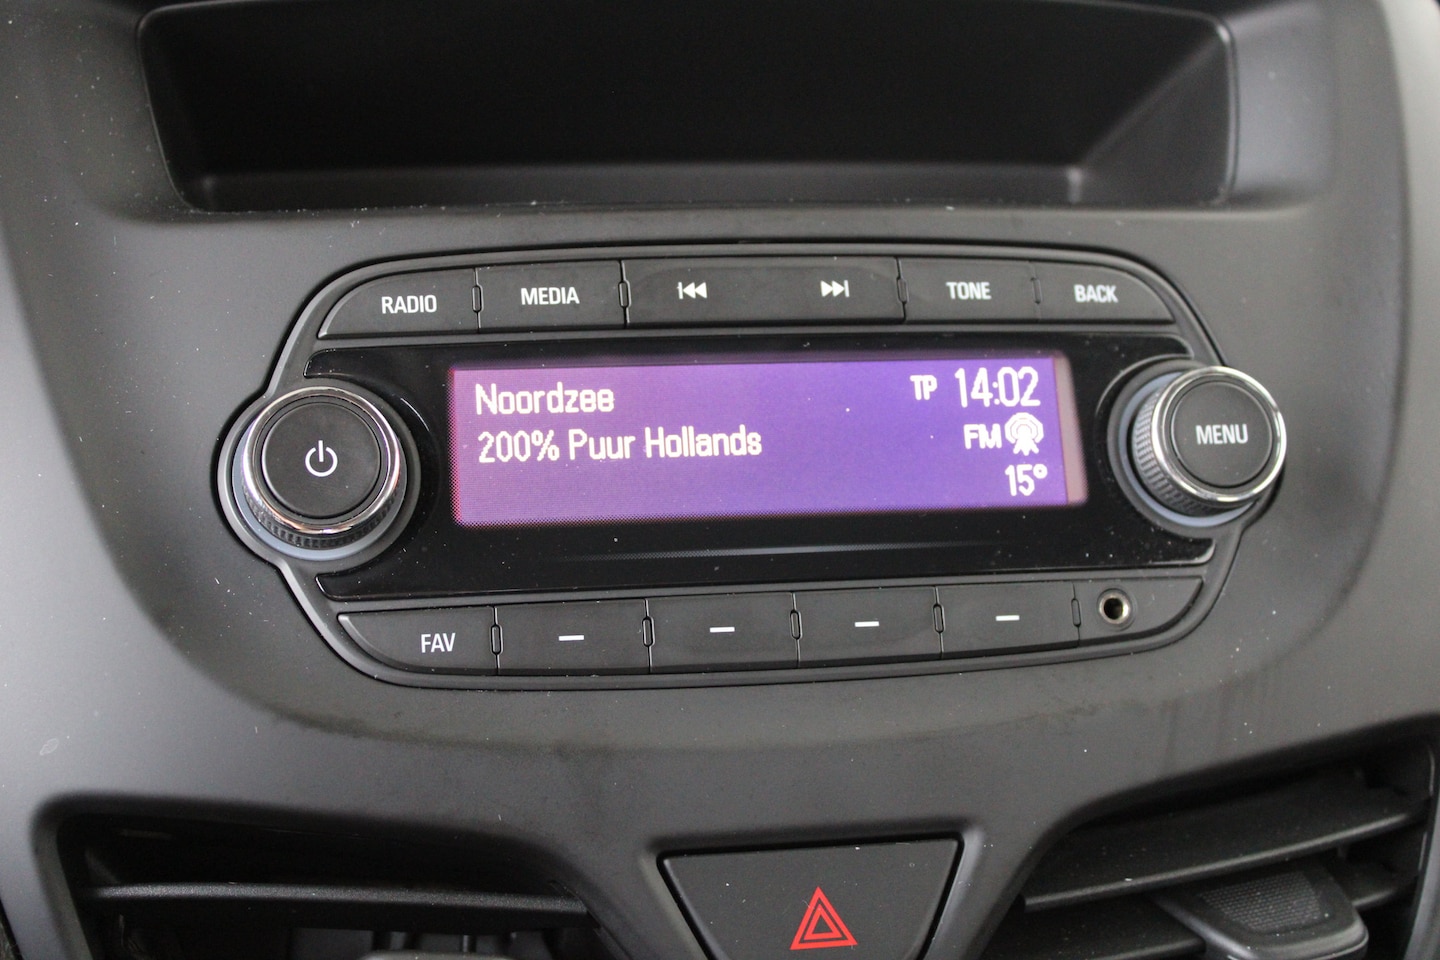 RADIO MEDIA TONE BACK
Noordzee TP 14:02
200% Puur Hollands FM
15°
MENU
FAV